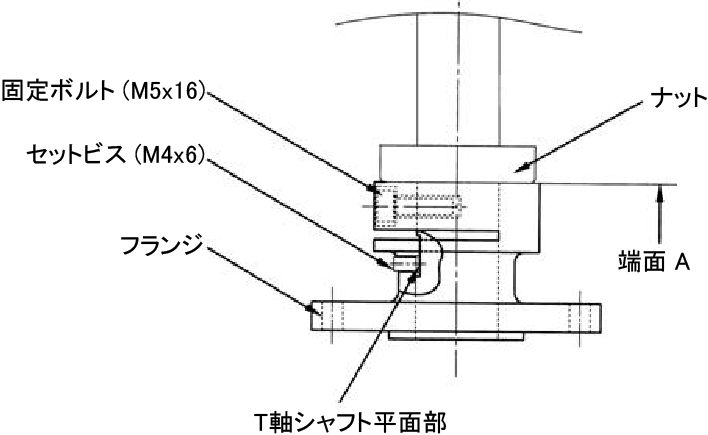 固定ボルト (M5x16)
ナット
セットビス (M4x6)
フランジ
端面 A
T軸シャフト平面部